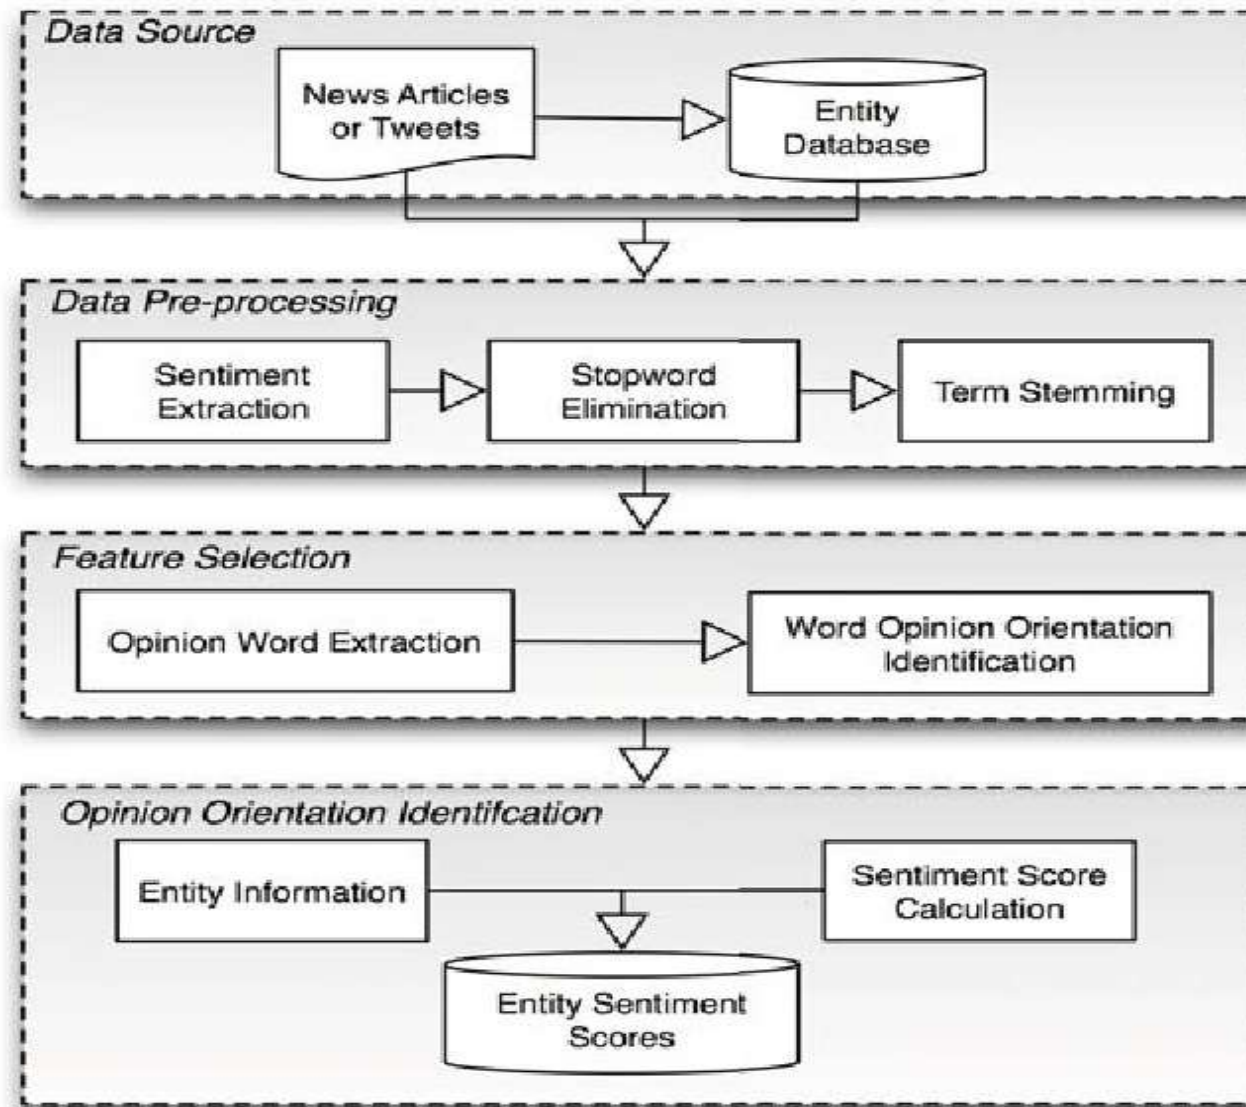 Data Source
News Articles
or Tweets
Entity
Database
Data Pre-processing
Sentiment
Extraction
Stopword
Elimination
Term Stemming
Feature Selection
Opinion Word Extraction
Word Opinion Orientation
Identification
Opinion Orientation Identifcation
Entity Information
Sentiment Score
Calculation
Entity Sentiment
Scores